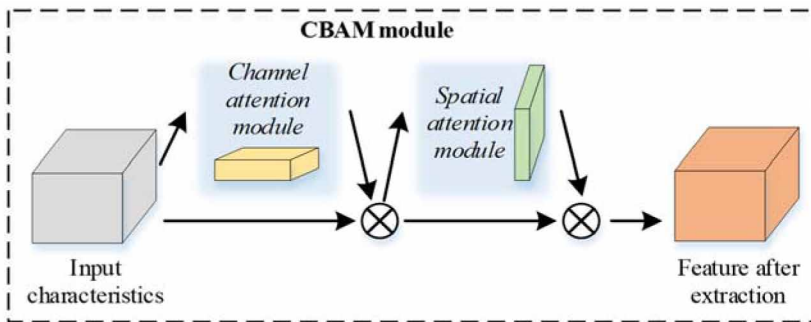 CBAM module
Channel
attention
module
Spatial
attention
module
Input
characteristics
Feature after
extraction